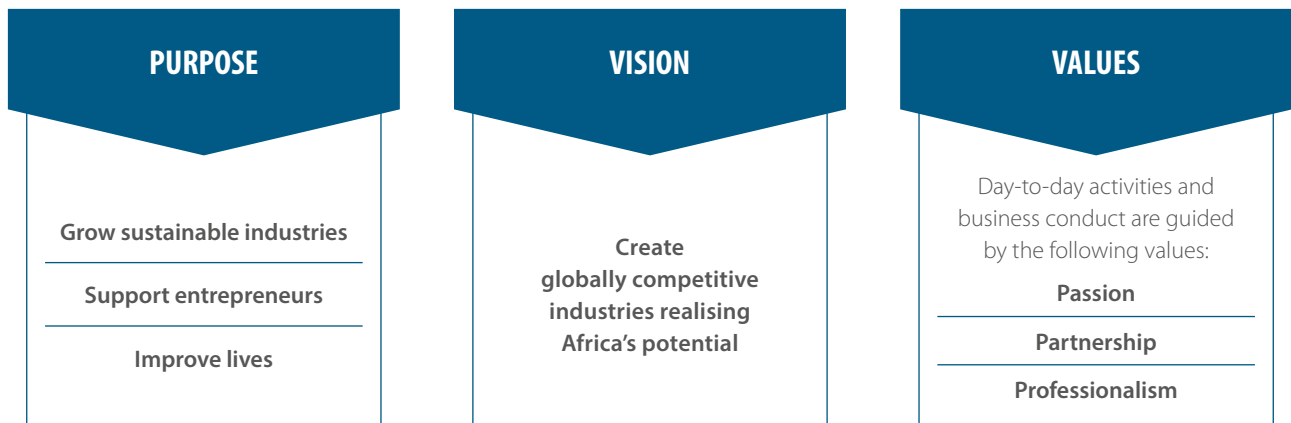 PURPOSE
Grow sustainable industries
Support entrepreneurs
Improve lives
VISION
Create
globally competitive
industries realising
Africa’s potential
VALUES
Day-to-day activities and
business conduct are guided
by the following values:
Passion
Partnership
Professionalism